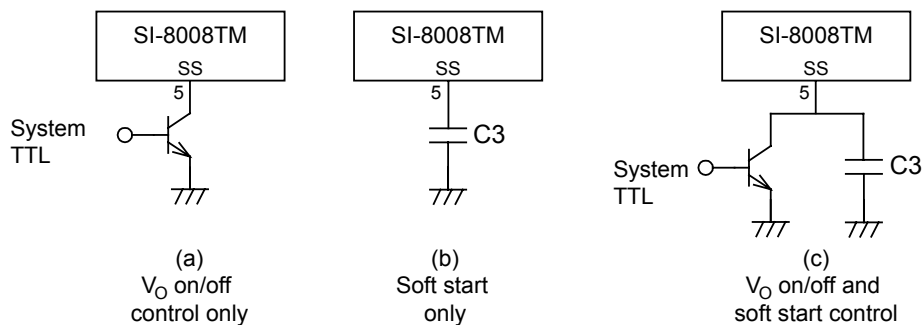 SI-8008TM
SS
5
System
TTL
(a)
VO on/off
control only
SI-8008TM
SS
5
C3
(b)
Soft start
only
SI-8008TM
SS
5
System
TTL
C3
(c)
VO on/off and
soft start control